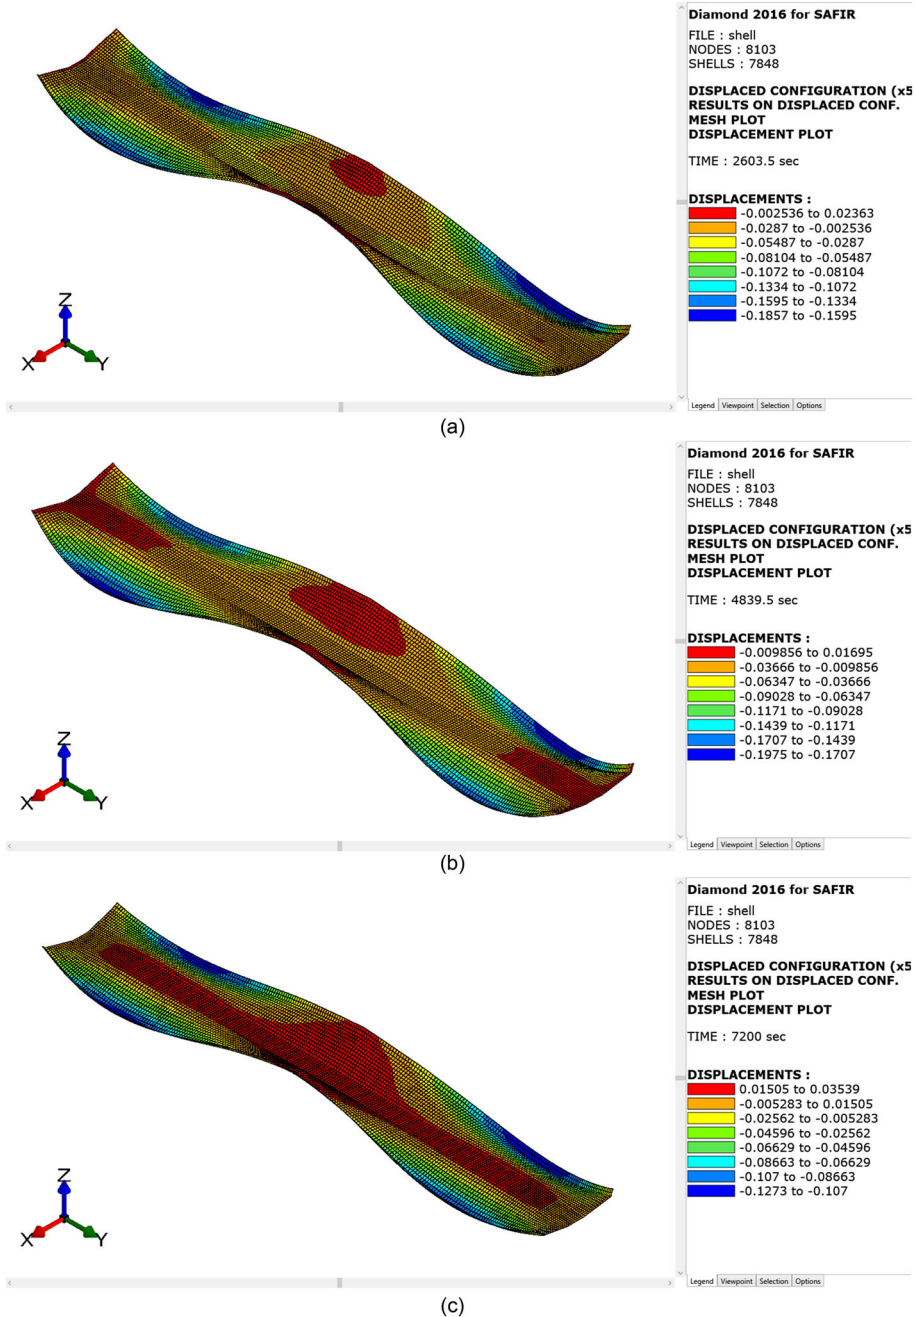 Diamond 2016 for SAFIR
FILE : shell
NODES : 8103
SHELLS : 7848
DISPLACED CONFIGURATION (x5
RESULTS ON DISPLACED CONF.
MESH PLOT
DISPLACEMENT PLOT
TIME : 2603.5 sec
DISPLACEMENTS :
-0.002536 to 0.02363
-0.0287 to -0.002536
-0.05487 to -0.0287
-0.08104 to -0.05487
-0.1072 to -0.08104
-0.1334 to -0.1072
-0.1595 to -0.1334
-0.1857 to -0.1595
Z
X
Y
Legend Viewpoint Selection Options
(a)
Diamond 2016 for SAFIR
FILE : shell
NODES : 8103
SHELLS : 7848
DISPLACED CONFIGURATION (x5
RESULTS ON DISPLACED CONF.
MESH PLOT
DISPLACEMENT PLOT
TIME : 4839.5 sec
DISPLACEMENTS :
-0.009856 to 0.01695
-0.03666 to -0.009856
-0.06347 to -0.03666
-0.09028 to -0.06347
-0.1171 to -0.09028
-0.1439 to -0.1171
-0.1707 to -0.1439
-0.1975 to -0.1707
Z
X
Y
Legend Viewpoint Selection Options
(b)
Diamond 2016 for SAFIR
FILE : shell
NODES : 8103
SHELLS : 7848
DISPLACED CONFIGURATION (x5
RESULTS ON DISPLACED CONF.
MESH PLOT
DISPLACEMENT PLOT
TIME : 7200 sec
DISPLACEMENTS :
0.01505 to 0.03539
-0.005283 to 0.01505
-0.02562 to -0.005283
-0.04596 to -0.02562
-0.06629 to -0.04596
-0.08663 to -0.06629
-0.107 to -0.08663
-0.1273 to -0.107
Z
X
Y
Legend Viewpoint Selection Options
(c)